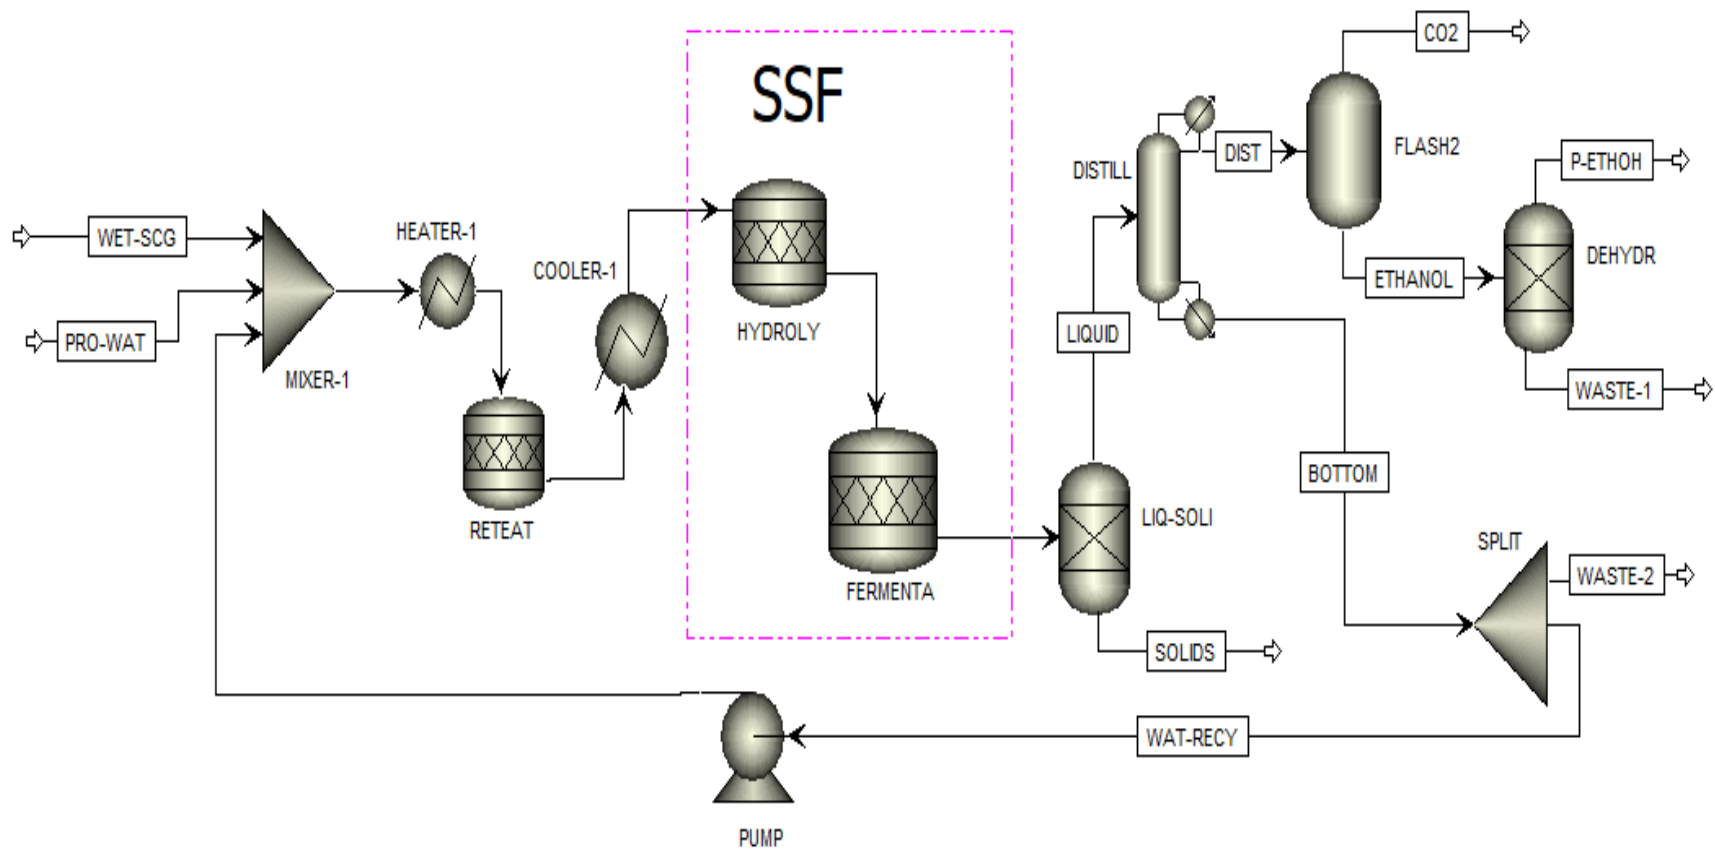 SSF
CO2
FLASH2
DIST
P-ETHOH
DISTILL
WET-SCG
HEATER-1
COOLER-1
DEHYDR
ETHANOL
PRO-WAT
HYDROLY
LIQUID
MIXER-1
WASTE-1
BOTTOM
RETEAT
LIQ-SOLI
SPLIT
WASTE-2
FERMENTA
SOLIDS
WAT-RECY
PUMP